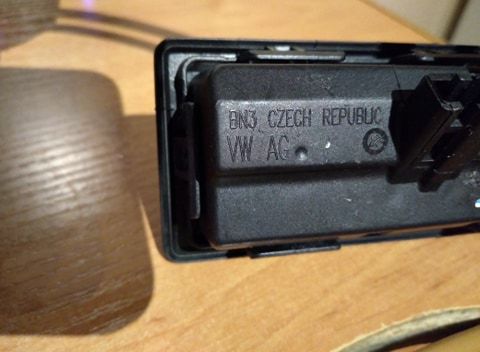 BN3 CZECH REPUBLIC
VW AG